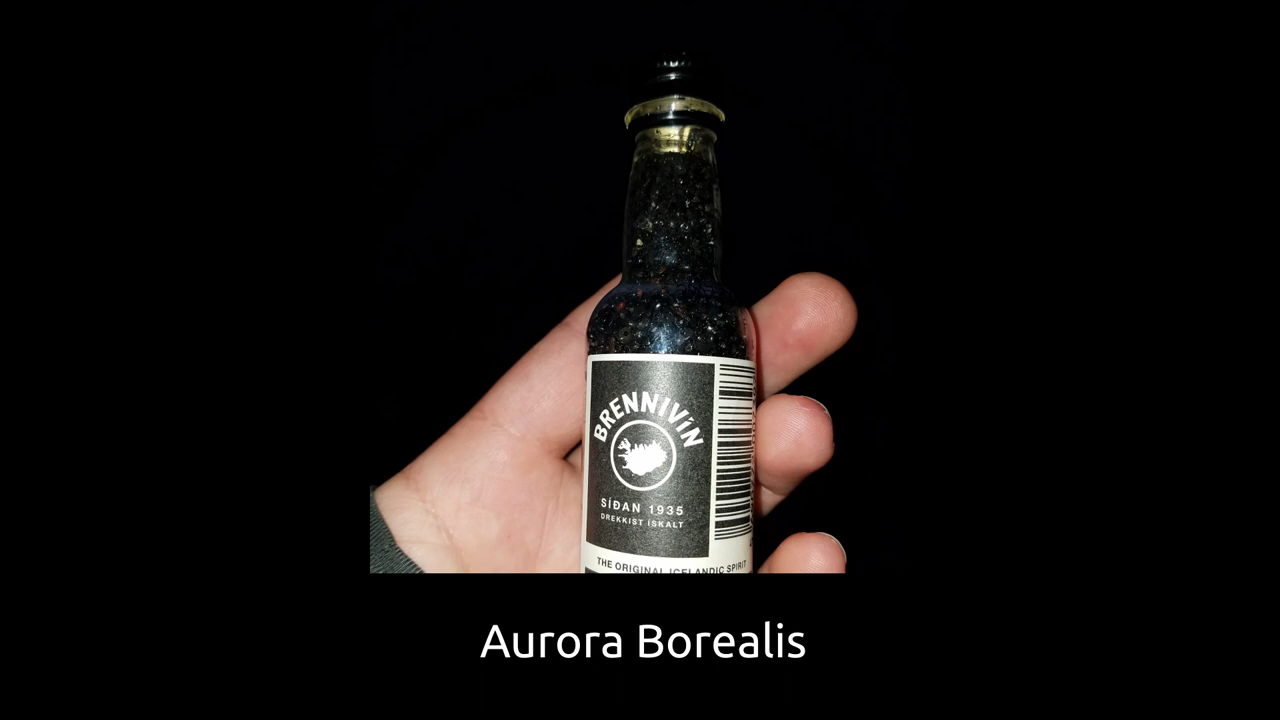 BRENNIVÍN
SÍÐAN 1935
DREKKIST ÍSKALT
THE ORIGINAL ICELANDIC SPIRIT
Aurora Borealis